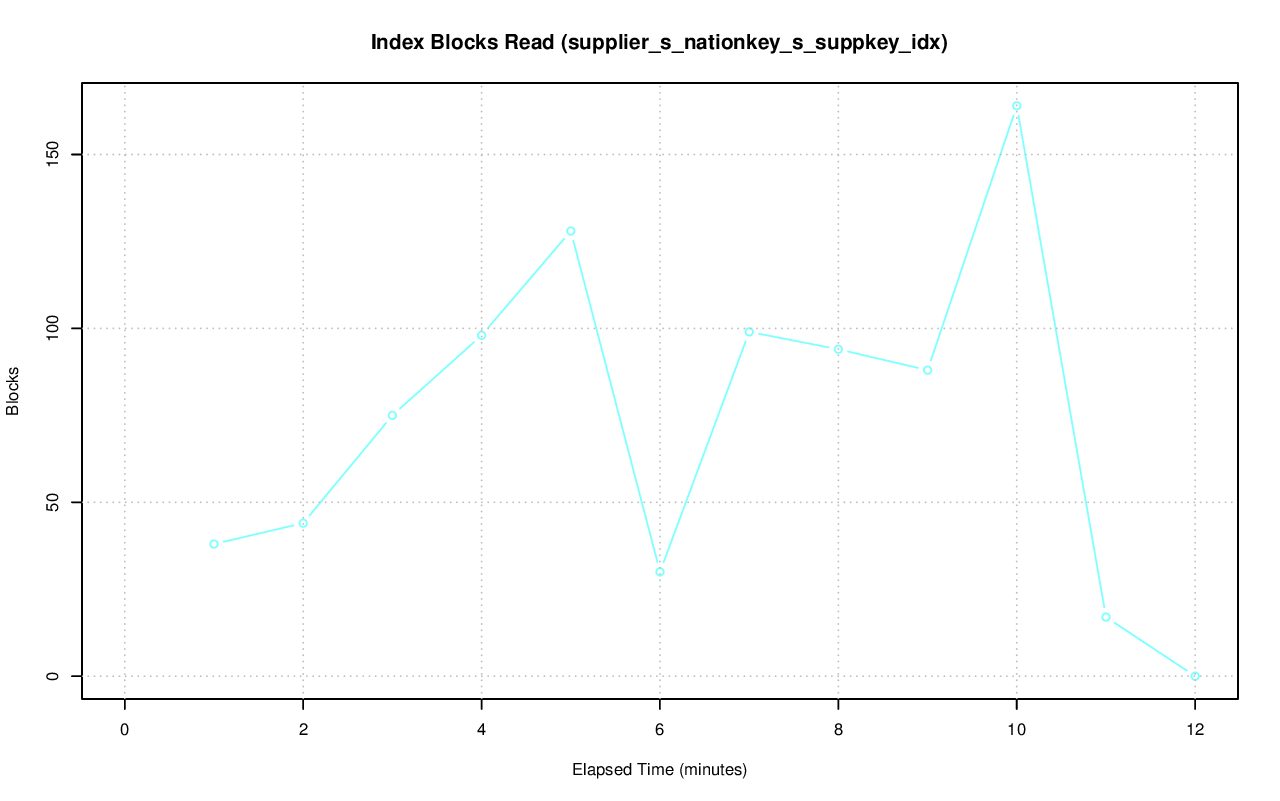 Index Blocks Read (supplier_s_nationkey_s_suppkey_idx)
Blocks
150
100
50
0
0 2 4 6 8 10 12
Elapsed Time (minutes)